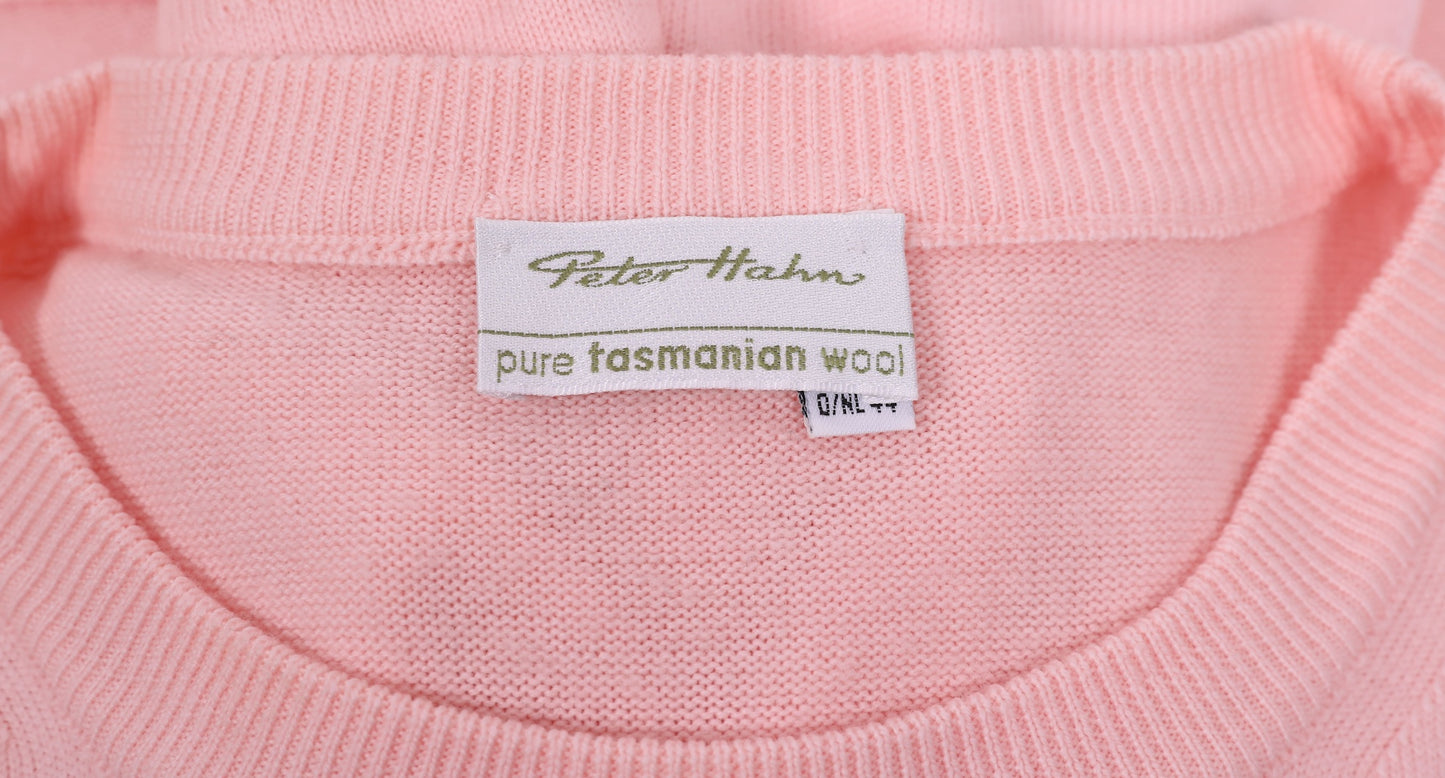 Peter Hahn
pure tasmanian wool
D/NL 44